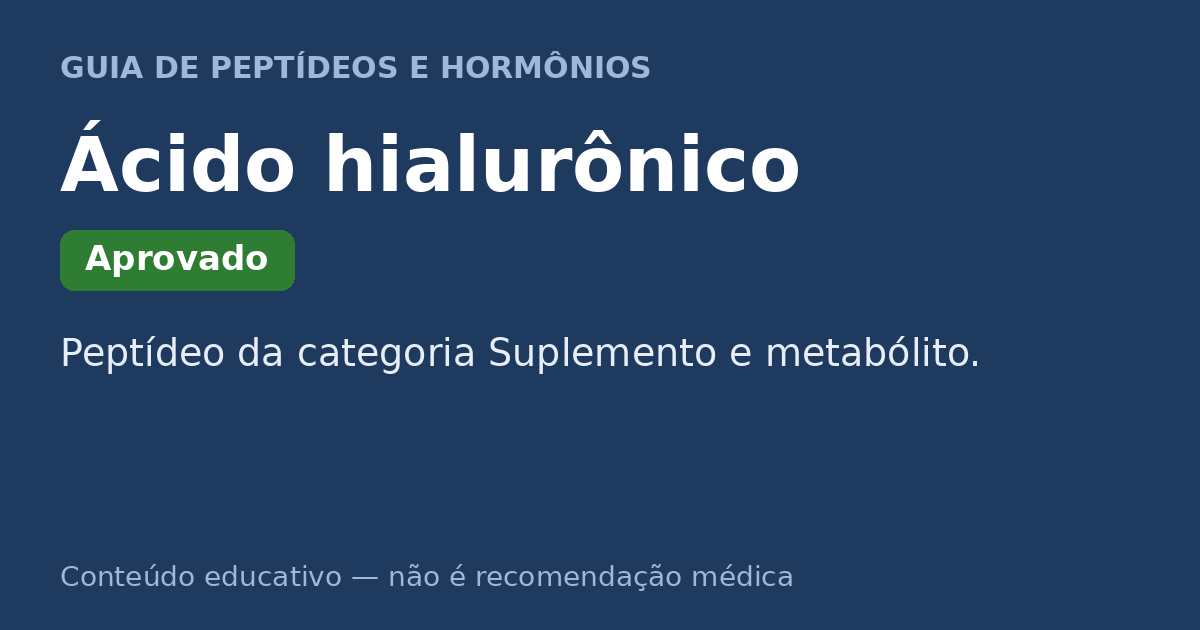 GUIA DE PEPTÍDEOS E HORMÔNIOS
Ácido hialurônico
Aprovado
Peptídeo da categoria Suplemento e metabólito.
Conteúdo educativo — não é recomendação médica